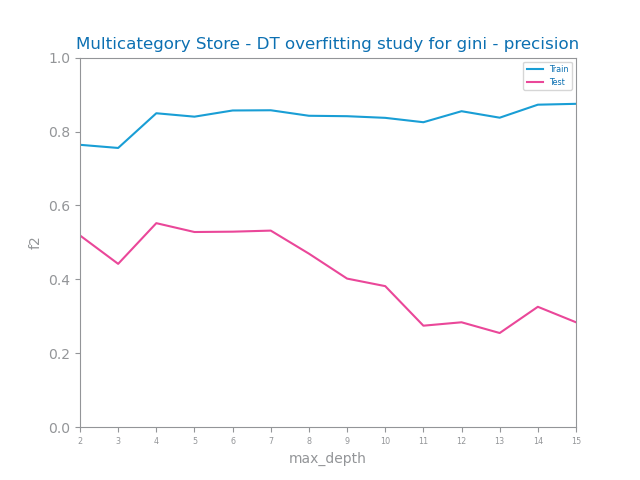 Multicategory Store - DT overfitting study for gini - precision
1.0
Train
Test
0.8
0.6
f2
0.4
0.2
0.0
2 3 4 5 6 7 8 9 10 11 12 13 14 15
max_depth